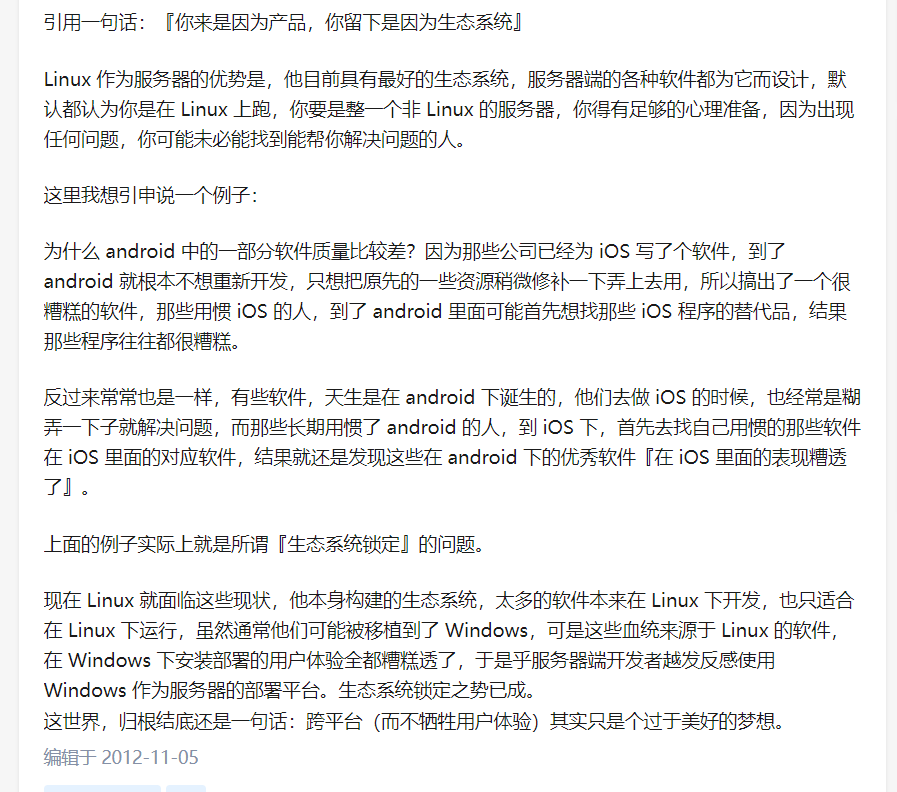 引用一句话：『你来是因为产品，你留下是因为生态系统』
Linux 作为服务器的优势是，他目前具有最好的生态系统，服务器端的各种软件都为它而设计，默
认都认为你是在 Linux 上跑，你要是整一个非 Linux 的服务器，你得有足够的心理准备，因为出现
任何问题，你可能未必能找到能帮你解决问题的人。
这里我想引申说一个例子：
为什么 android 中的一部分软件质量比较差？因为那些公司已经为 iOS 写了个软件，到了
android 就根本不想重新开发，只想把原先的一些资源稍微修补一下弄上去用，所以搞出了一个很
糟糕的软件，那些用惯 iOS 的人，到了 android 里面可能首先想找那些 iOS 程序的替代品，结果
那些程序往往都很糟糕。
反过来常常也是一样，有些软件，天生是在 android 下诞生的，他们去做 iOS 的时候，也经常是糊
弄一下子就解决问题，而那些长期用惯了 android 的人，到 iOS 下，首先去找自己用惯的那些软件
在 iOS 里面的对应软件，结果就还是发现这些在 android 下的优秀软件『在 iOS 里面的表现糟透
了』。
上面的例子实际上就是所谓『生态系统锁定』的问题。
现在 Linux 就面临这些现状，他本身构建的生态系统，太多的软件本来在 Linux 下开发，也只适合
在 Linux 下运行，虽然通常他们可能被移植到了 Windows，可是这些血统来源于 Linux 的软件，
在 Windows 下安装部署的用户体验全都糟糕透了，于是乎服务器端开发者越发反感使用
Windows 作为服务器的部署平台。生态系统锁定之势已成。
这世界，归根结底还是一句话：跨平台（而不牺牲用户体验）其实只是个过于美好的梦想。
编辑于 2012-11-05